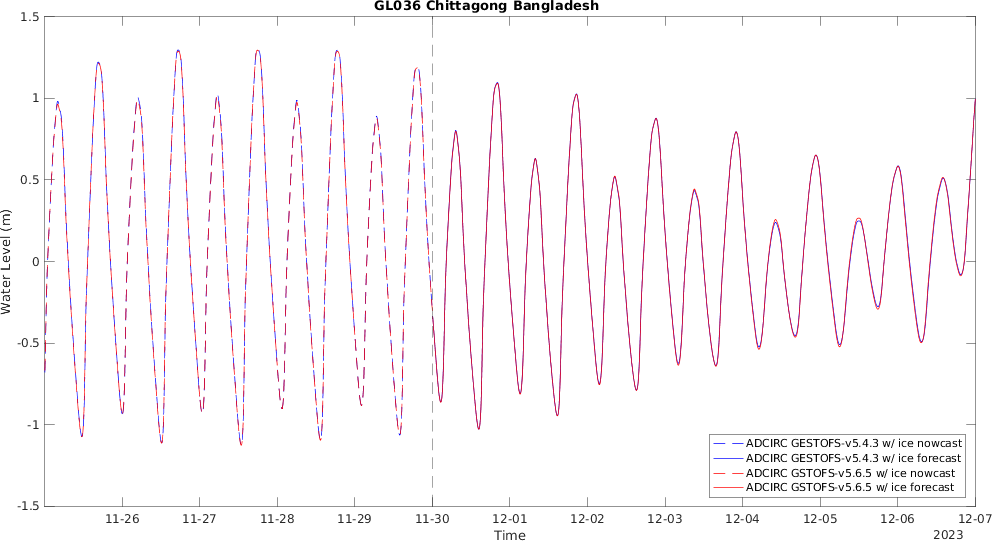 GL036 Chittagong Bangladesh
1.5
1
0.5
0
-0.5
-1
-1.5
Water Level (m)
ADCIRC GESTOFS-v5.4.3 w/ ice nowcast
ADCIRC GESTOFS-v5.4.3 w/ ice forecast
ADCIRC GSTOFS-v5.6.5 w/ ice nowcast
ADCIRC GSTOFS-v5.6.5 w/ ice forecast
11-26 11-27 11-28 11-29 11-30 12-01 12-02 12-03 12-04 12-05 12-06 12-07
Time
2023